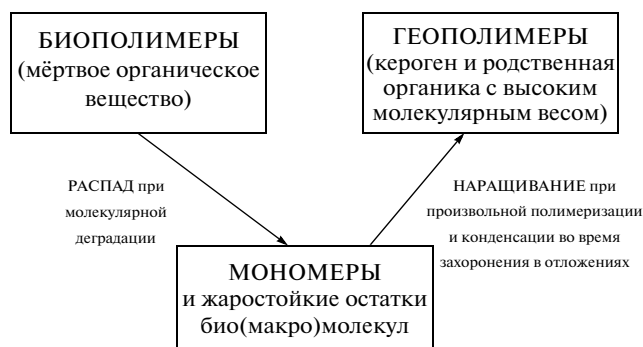 БИОПОЛИМЕРЫ
(мёртвое органическое
вещество)
ГЕОПОЛИМЕРЫ
(кероген и родственная
органика с высоким
молекулярным весом)
РАСПАД при
молекулярной
деградации
НАРАЩИВАНИЕ при
произвольной полимеризации
и конденсации во время
захоронения в отложениях
МОНОМЕРЫ
и жаростойкие остатки
био(макро)молекул